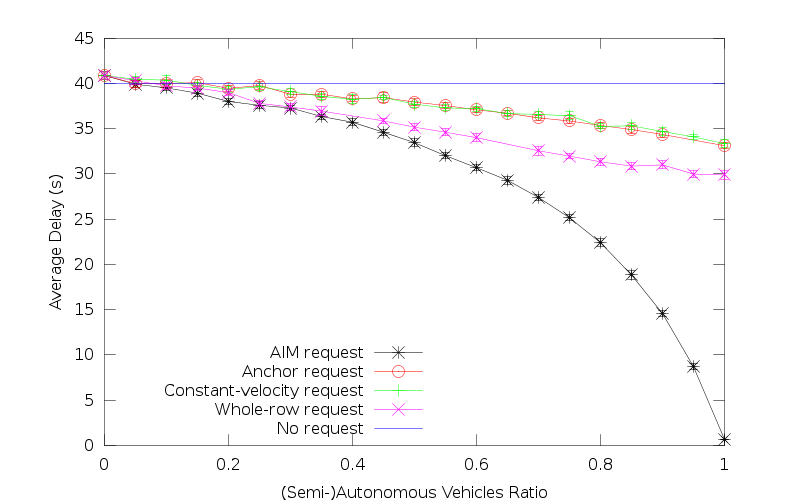 45
40
35
30
25
20
15
10
5
0
Average Delay (s)
AIM request
Anchor request
Constant-velocity request
Whole-row request
No request
0 0.2 0.4 0.6 0.8 1
(Semi-)Autonomous Vehicles Ratio